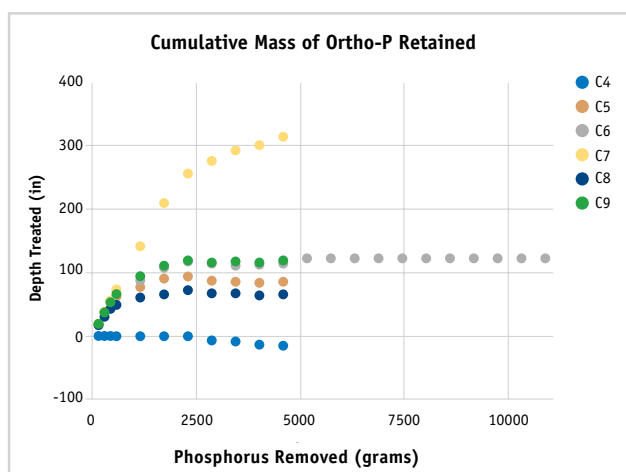 Cumulative Mass of Ortho-P Retained
400
300
200
100
0
-100
Depth Treated (in)
0 2500 5000 7500 10000
Phosphorus Removed (grams)
C4
C5
C6
C7
C8
C9